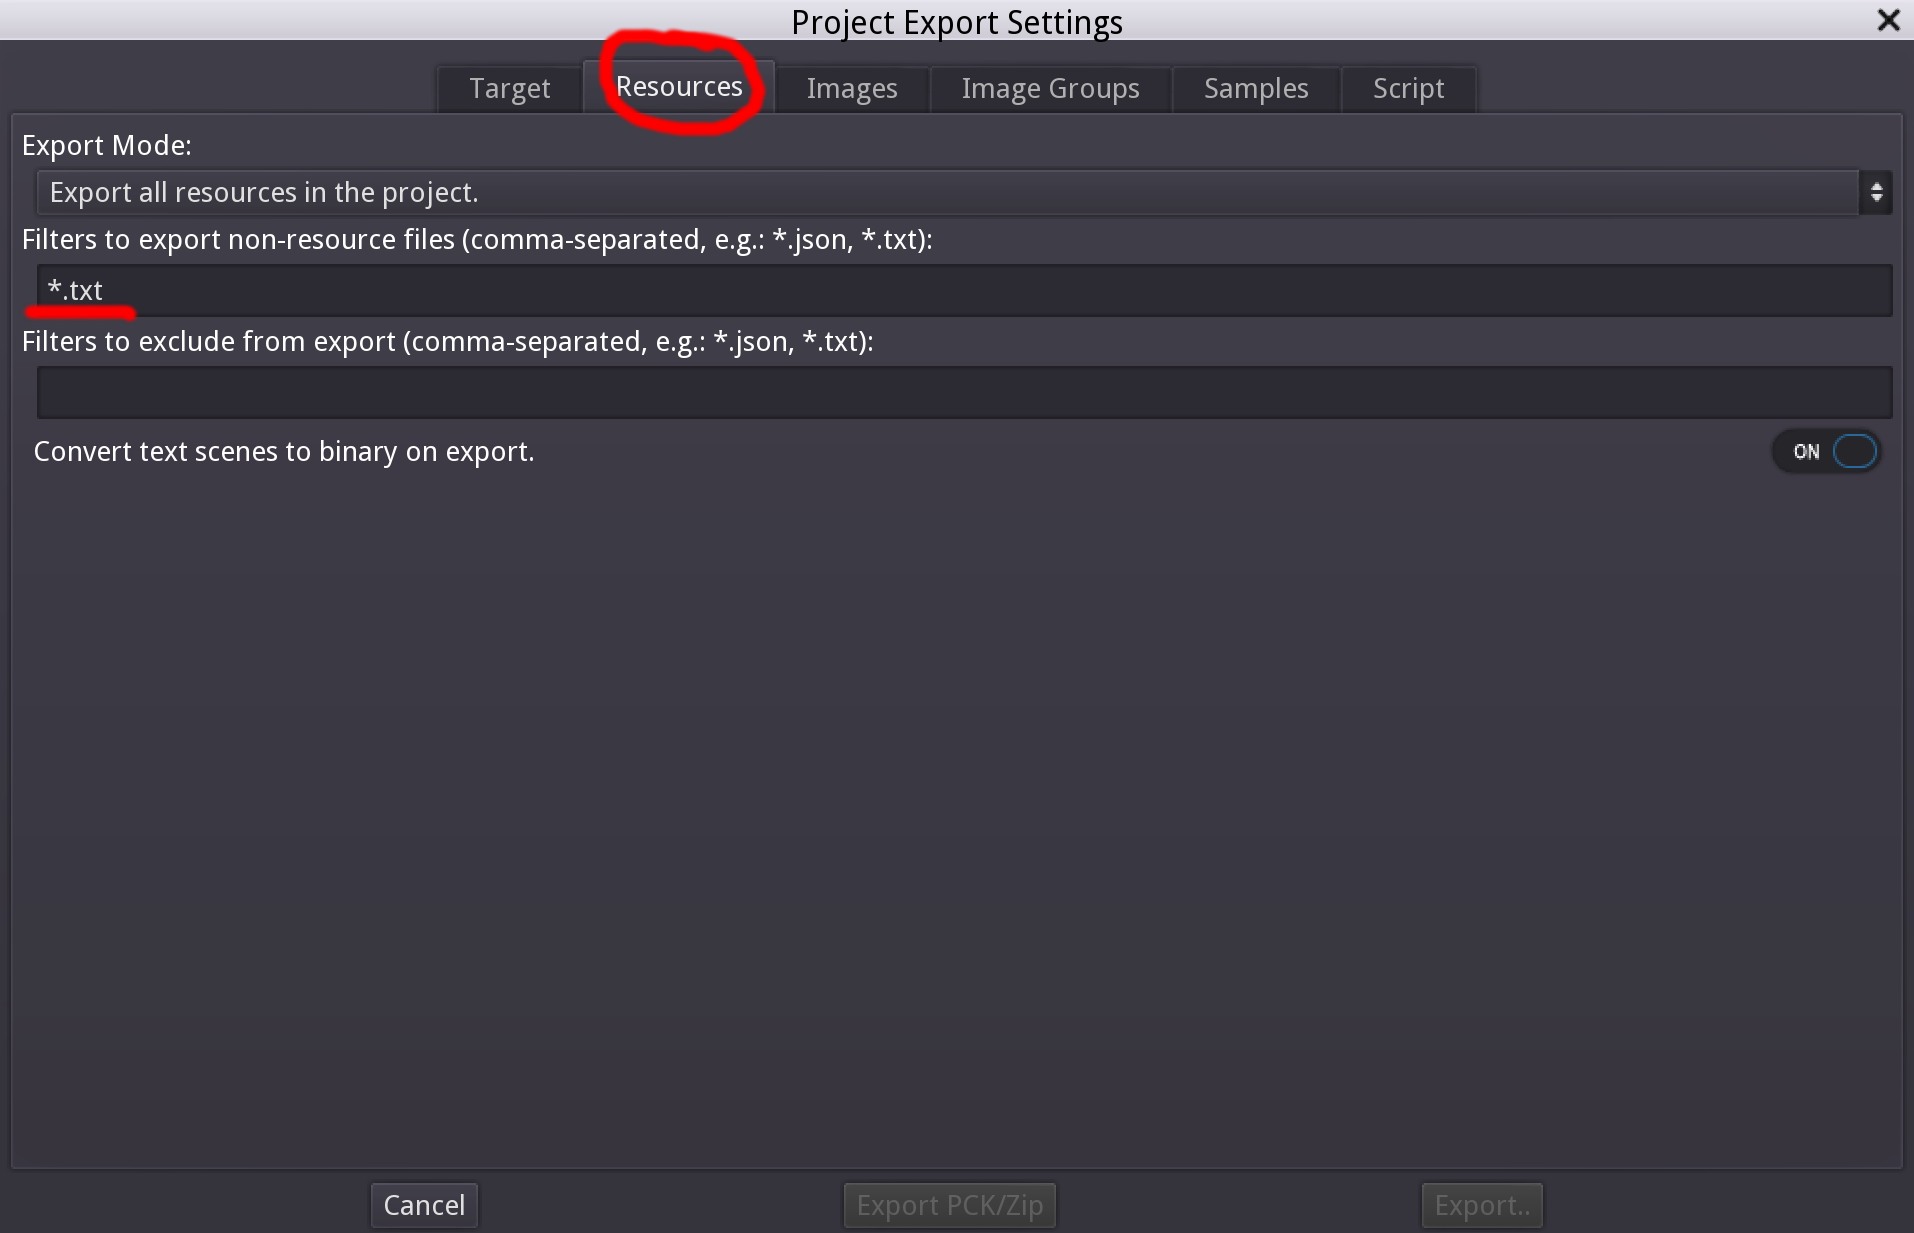 Project Export Settings
Target Resources Images Image Groups Samples Script
Export Mode:
Export all resources in the project.
Filters to export non-resource files (comma-separated, e.g.: *.json, *.txt):
*.txt
Filters to exclude from export (comma-separated, e.g.: *.json, *.txt):
Convert text scenes to binary on export. ON
Cancel Export PCK/Zip Export..